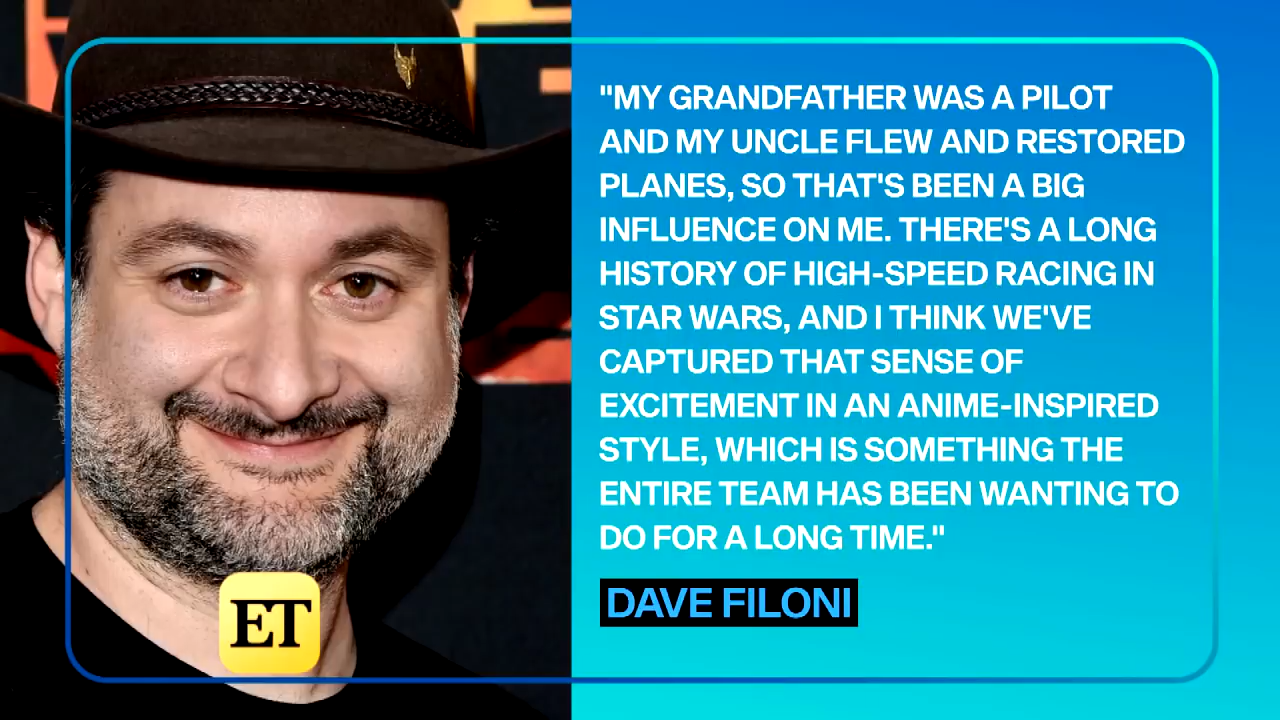 "MY GRANDFATHER WAS A PILOT
AND MY UNCLE FLEW AND RESTORED
PLANES, SO THAT'S BEEN A BIG
INFLUENCE ON ME. THERE'S A LONG
HISTORY OF HIGH-SPEED RACING IN
STAR WARS, AND I THINK WE'VE
CAPTURED THAT SENSE OF
EXCITEMENT IN AN ANIME-INSPIRED
STYLE, WHICH IS SOMETHING THE
ENTIRE TEAM HAS BEEN WANTING TO
DO FOR A LONG TIME."
DAVE FILONI
ET